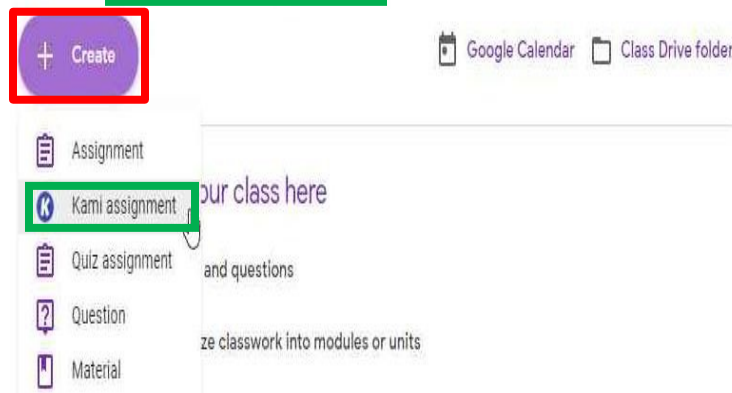 + Create
Google Calendar Class Drive folder
Assignment
our class here
Kami assignment
Quiz assignment
and questions
Question
ze classwork into modules or units
Material